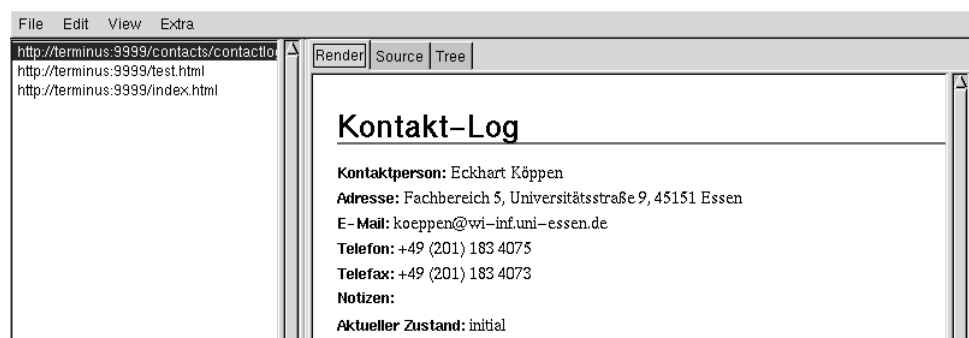 File Edit View Extra
http://terminus:9999/contacts/contactlo
http://terminus:9999/test.html
http://terminus:9999/index.html
Render Source Tree
Kontakt-Log
Kontaktperson: Eckhart Köppen
Adresse: Fachbereich 5, Universitätsstraße 9, 45151 Essen
E-Mail: koeppen@wi-inf.uni-essen.de
Telefon: +49 (201) 183 4075
Telefax: +49 (201) 183 4073
Notizen:
Aktueller Zustand: initial